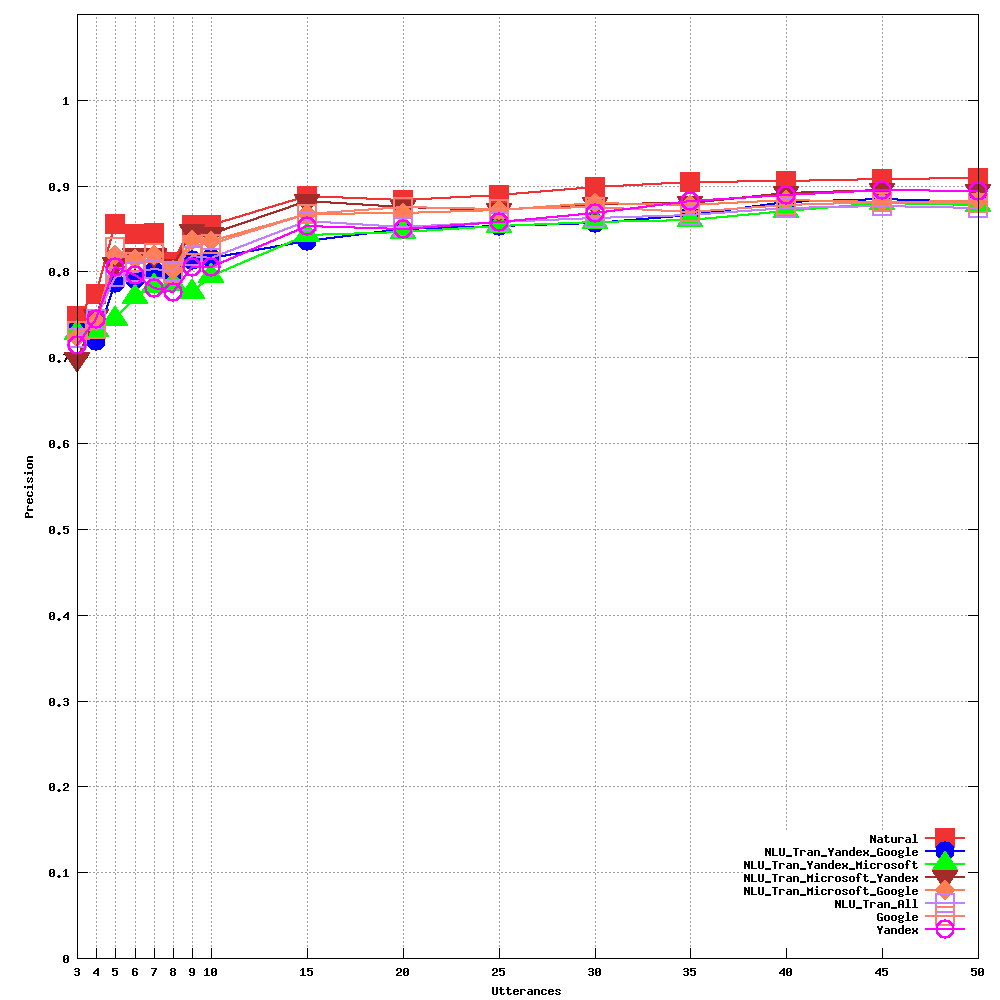 1
0.9
0.8
0.7
0.6
0.5
0.4
0.3
0.2
0.1
0
Precision
Natural
NLU_Tran_Yandex_Google
NLU_Tran_Yandex_Microsoft
NLU_Tran_Microsoft_Yandex
NLU_Tran_Microsoft_Google
NLU_Tran_All
Google
Yandex
3 4 5 6 7 8 9 10 15 20 25 30 35 40 45 50
Utterances